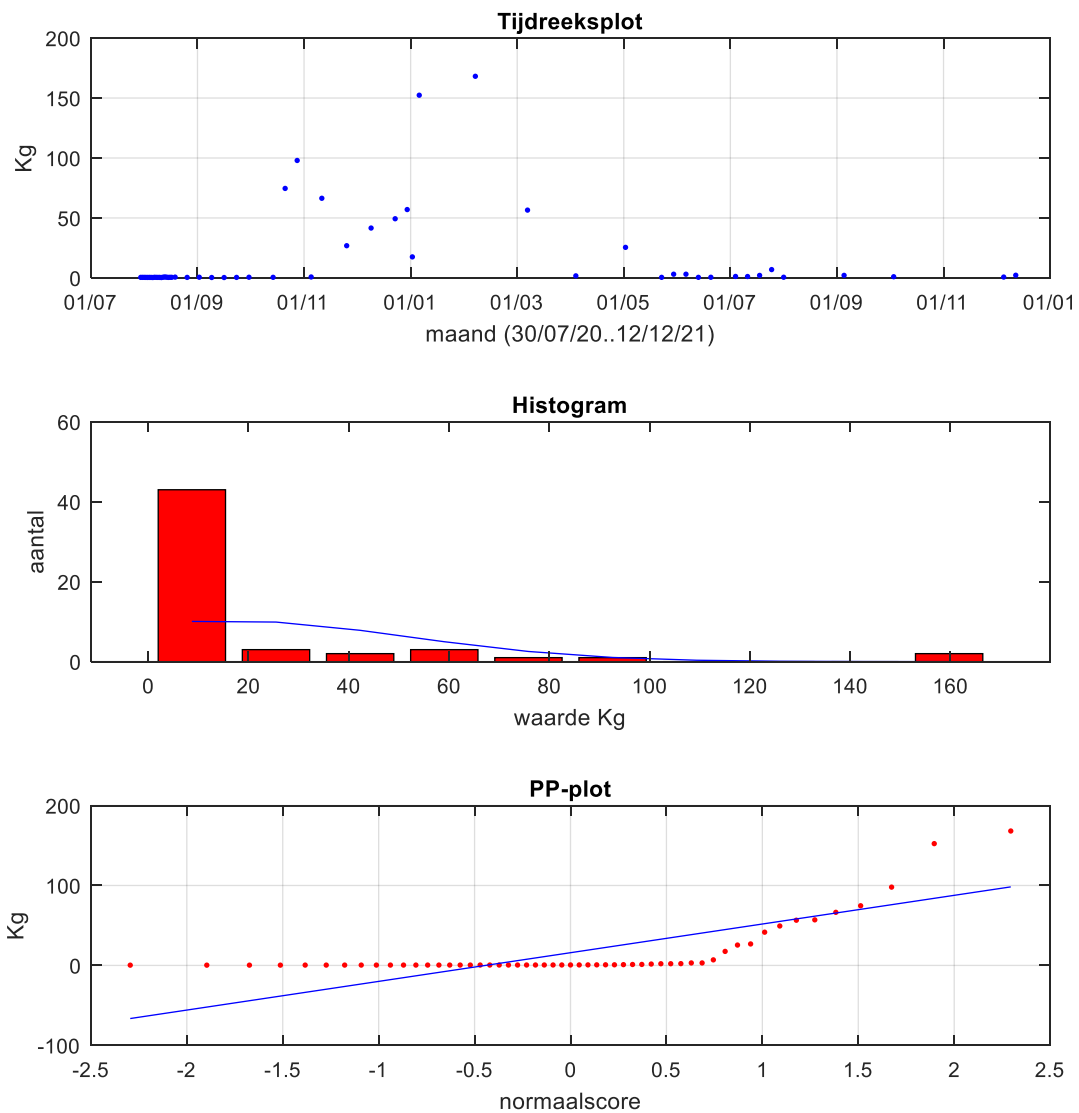 Tijdreeksplot
200
150
100
50
0
Kg
01/07 01/09 01/11 01/01 01/03 01/05 01/07 01/09 01/11 01/01
maand (30/07/20..12/12/21)
Histogram
60
40
20
0
aantal
0 20 40 60 80 100 120 140 160
waarde Kg
PP-plot
200
100
0
-100
Kg
-2.5 -2 -1.5 -1 -0.5 0 0.5 1 1.5 2 2.5
normaalscore